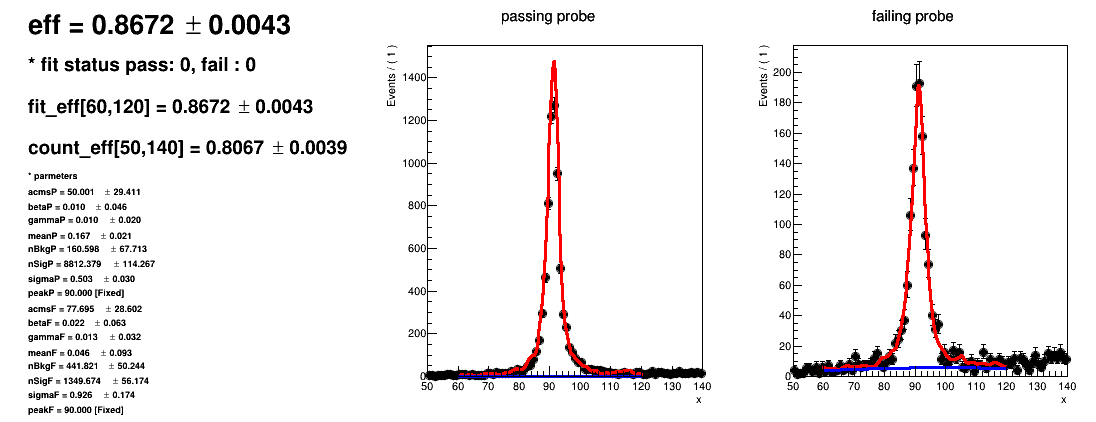 eff = 0.8672 ± 0.0043
* fit status pass: 0, fail : 0
fit_eff[60,120] = 0.8672 ± 0.0043
count_eff[50,140] = 0.8067 ± 0.0039
* parmeters
acmsP = 50.001 ± 29.411
betaP = 0.010 ± 0.046
gammaP = 0.010 ± 0.020
meanP = 0.167 ± 0.021
nBkgP = 160.598 ± 67.713
nSigP = 8812.379 ± 114.267
sigmaP = 0.503 ± 0.030
peakP = 90.000 [Fixed]
acmsF = 77.695 ± 28.602
betaF = 0.022 ± 0.063
gammaF = 0.013 ± 0.032
meanF = 0.046 ± 0.093
nBkgF = 441.821 ± 50.244
nSigF = 1349.674 ± 56.174
sigmaF = 0.926 ± 0.174
peakF = 90.000 [Fixed]
passing probe
Events / ( 1 )
1400
1200
1000
800
600
400
200
0
50 60 70 80 90 100 110 120 130 140
x
failing probe
Events / ( 1 )
200
180
160
140
120
100
80
60
40
20
0
50 60 70 80 90 100 110 120 130 140
x